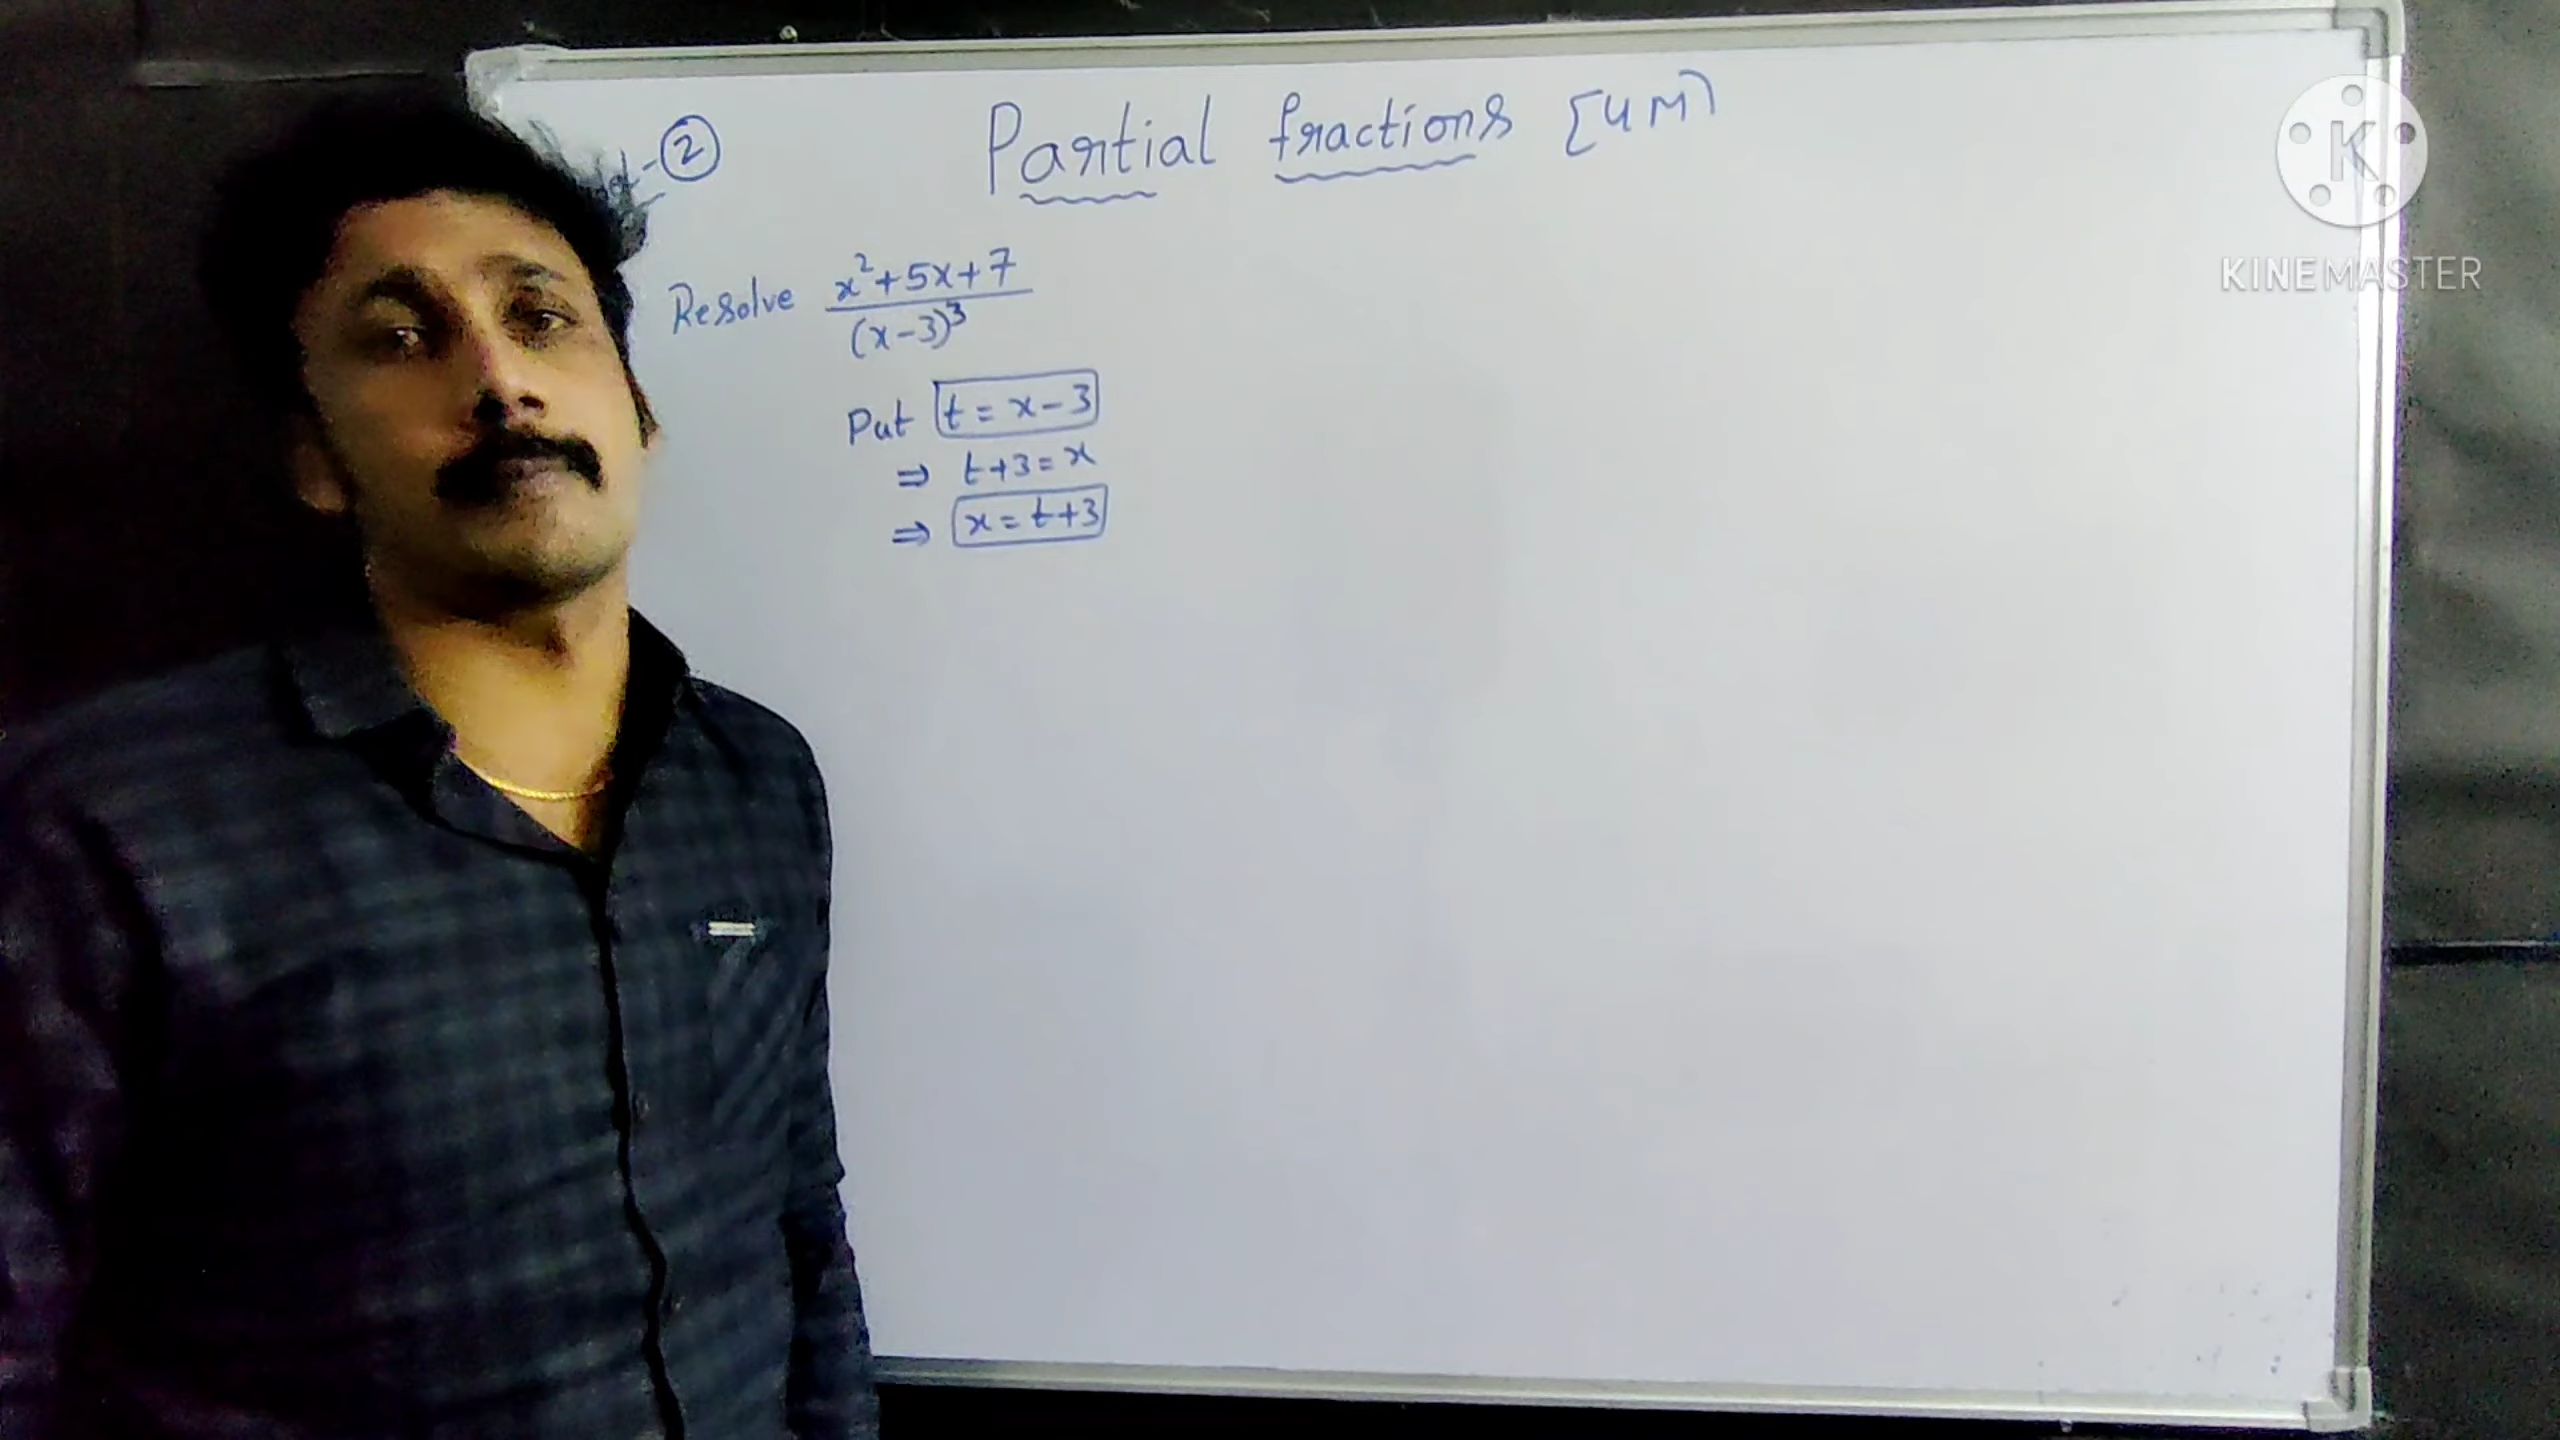 Partial fractions [4M]
②
Resolve x²+5x+7
(x-3)³
Put t = x-3
⇒ t+3 = x
⇒ x = t+3
K
KINEMASTER